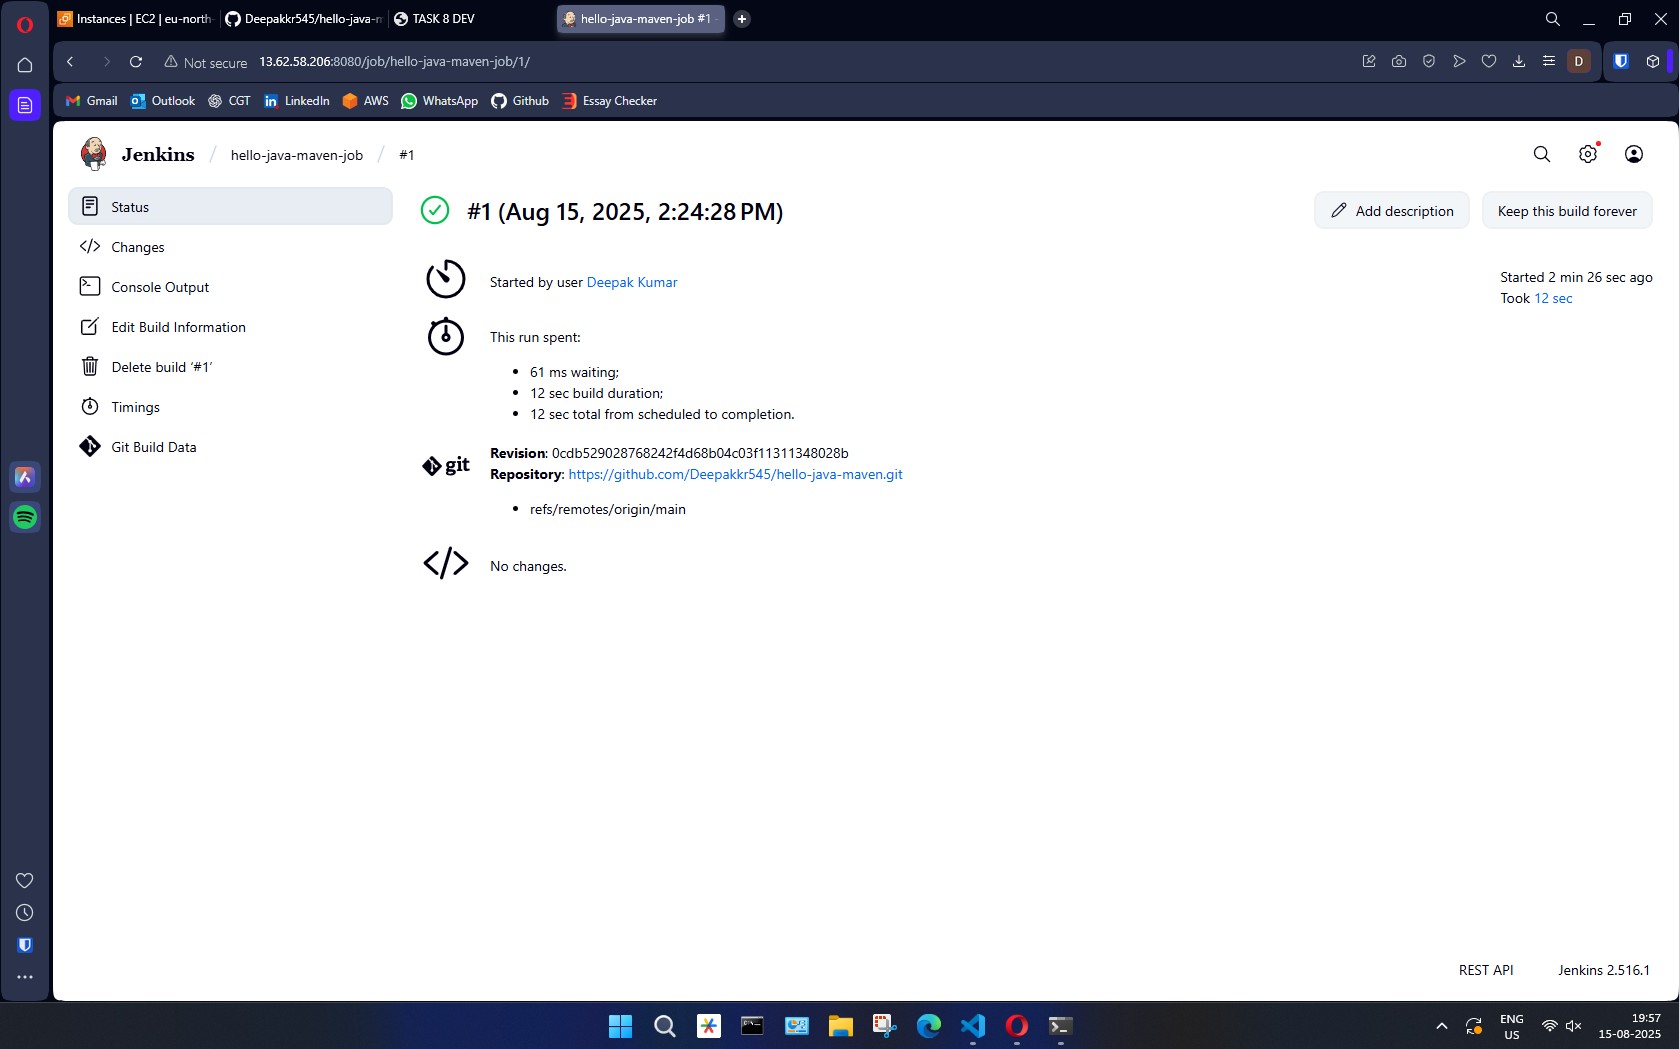 Instances | EC2 | eu-north-
Deepakkr545/hello-java-m
TASK 8 DEV
hello-java-maven-job #1 -
Not secure
13.62.58.206:8080/job/hello-java-maven-job/1/
D
Gmail
Outlook
CGT
LinkedIn
AWS
WhatsApp
Github
Essay Checker
Jenkins / hello-java-maven-job / #1
Status
Changes
Console Output
Edit Build Information
Delete build ‘#1’
Timings
Git Build Data
#1 (Aug 15, 2025, 2:24:28 PM)
Add description
Keep this build forever
Started by user Deepak Kumar
Started 2 min 26 sec ago
Took 12 sec
This run spent:
61 ms waiting;
12 sec build duration;
12 sec total from scheduled to completion.
git
Revision: 0cdb529028768242f4d68b04c03f11311348028b
Repository: https://github.com/Deepakkr545/hello-java-maven.git
refs/remotes/origin/main
No changes.
REST API
Jenkins 2.516.1
ENG
US
19:57
15-08-2025